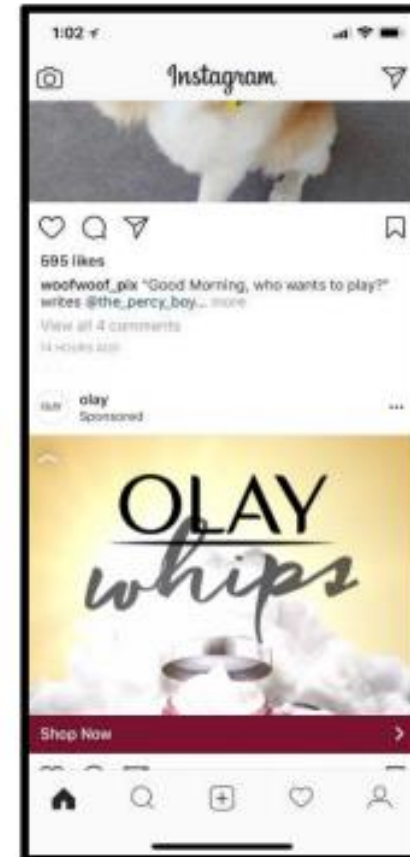 1:02
Instagram
695 likes
woofwoof_pix "Good Morning, who wants to play?"
writes @the_percy_boy... more
View all 4 comments
14 HOURS AGO
OLAY
olay
Sponsored
OLAY
whips
Shop Now